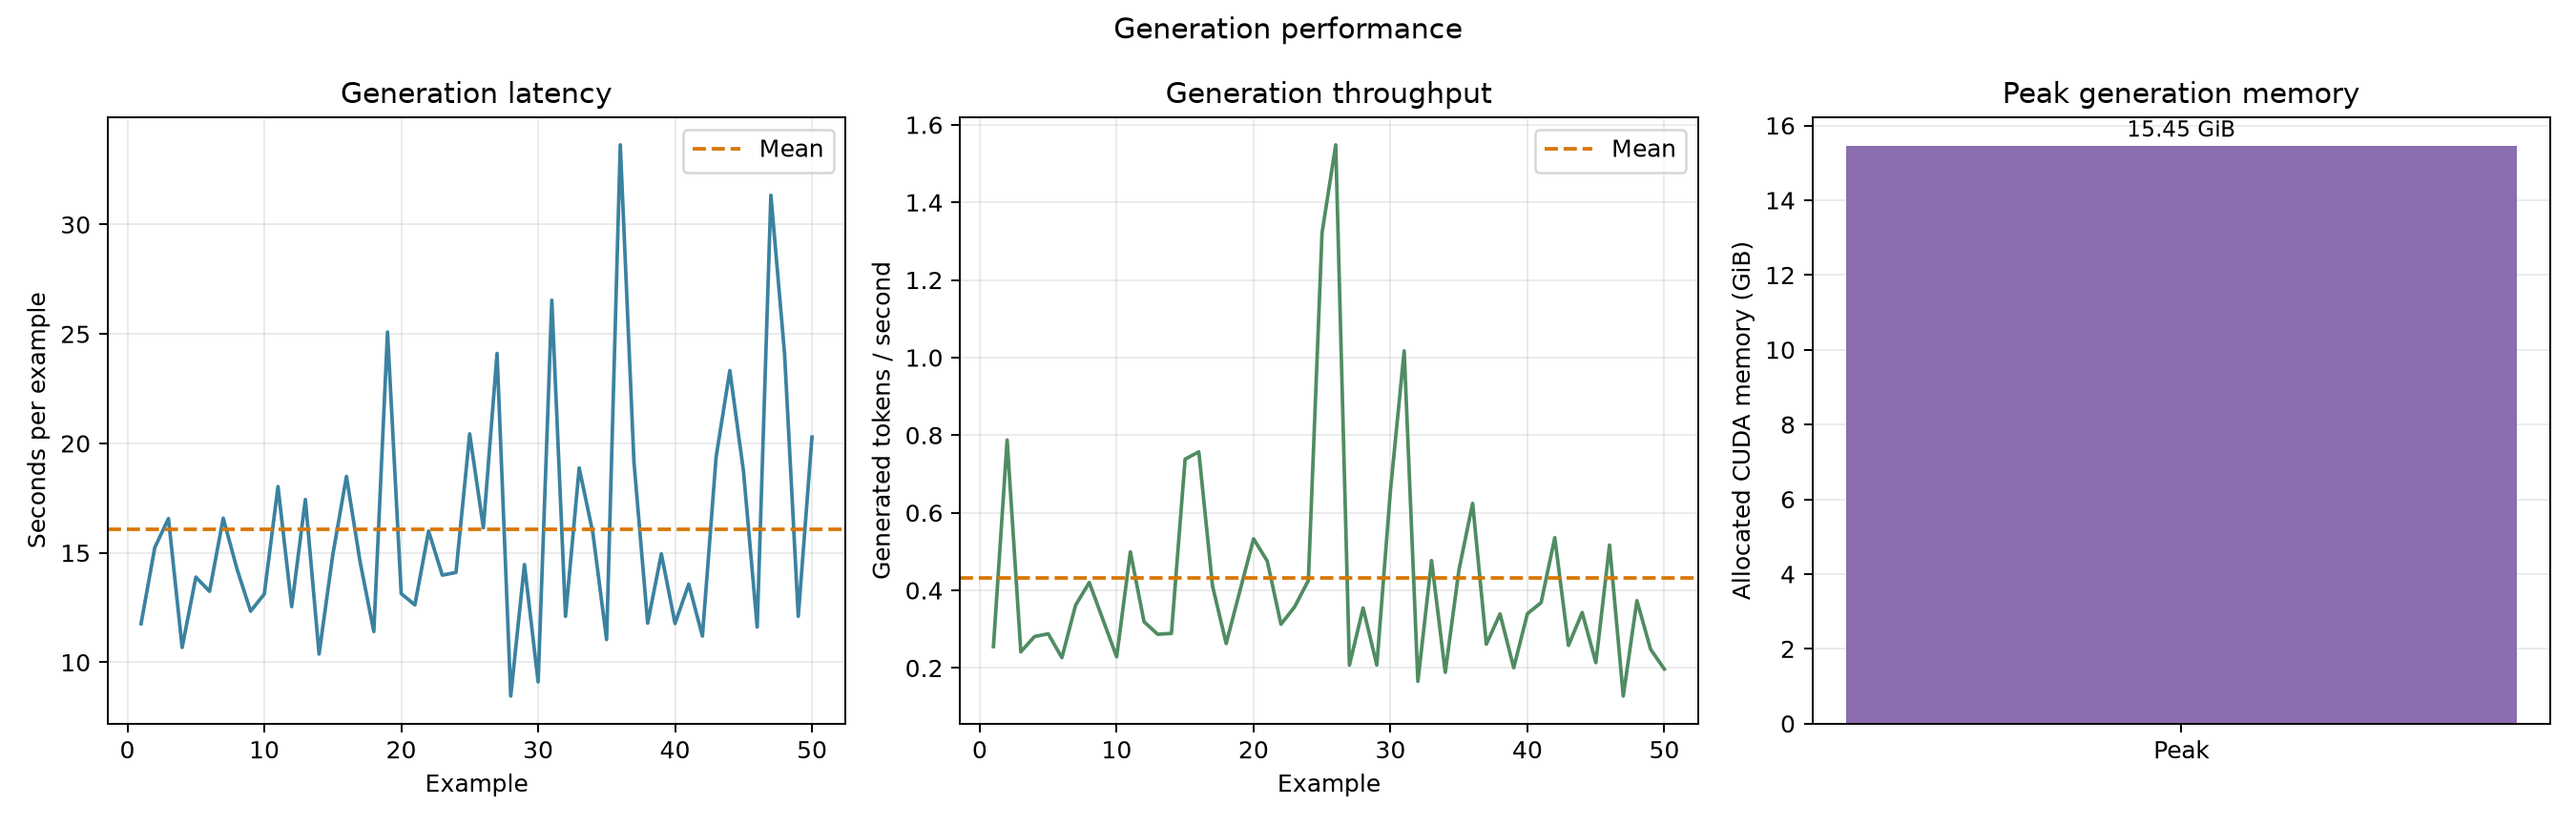 Generation performance
Generation latency
Seconds per example
30
25
20
15
10
0 10 20 30 40 50
Example
Mean
Generation throughput
Generated tokens / second
1.6
1.4
1.2
1.0
0.8
0.6
0.4
0.2
0 10 20 30 40 50
Example
Mean
Peak generation memory
Allocated CUDA memory (GiB)
16
14
12
10
8
6
4
2
0
15.45 GiB
Peak